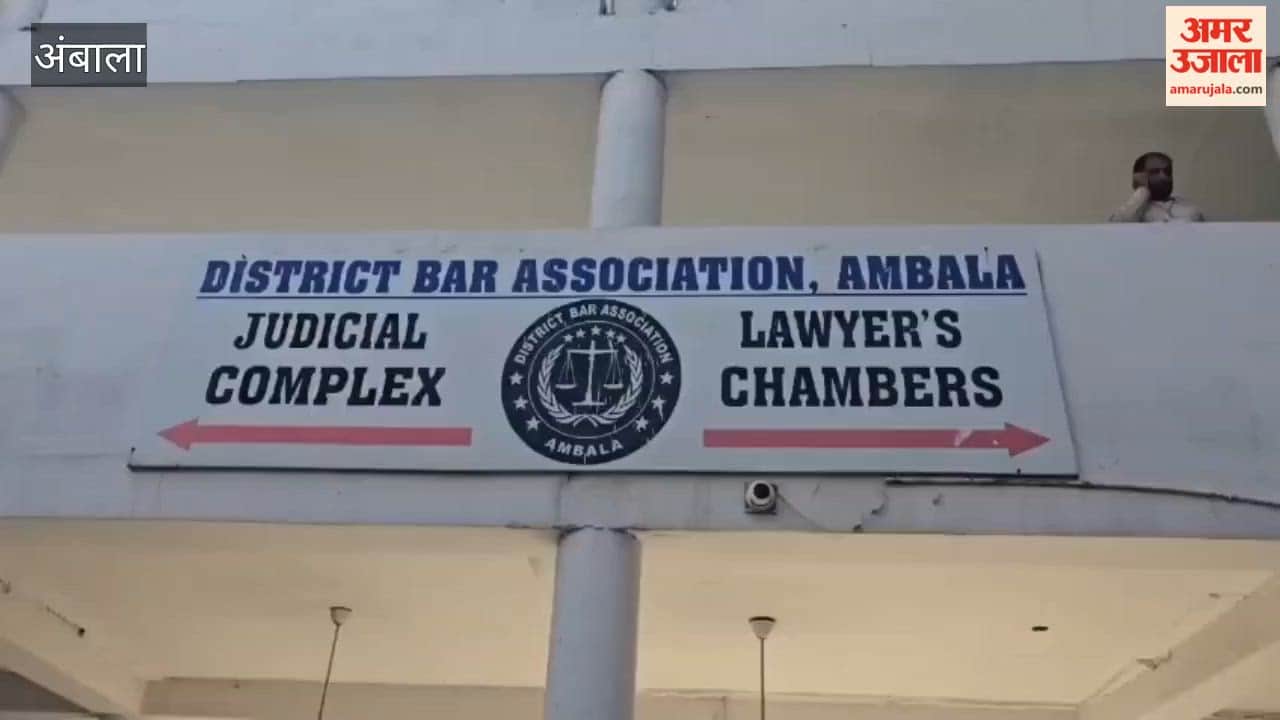 अंबाला
अमर
उजाला
amarujala.com
DISTRICT BAR ASSOCIATION, AMBALA
JUDICIAL
COMPLEX
DISTRICT BAR ASSOCIATION
AMBALA
LAWYER'S
CHAMBERS